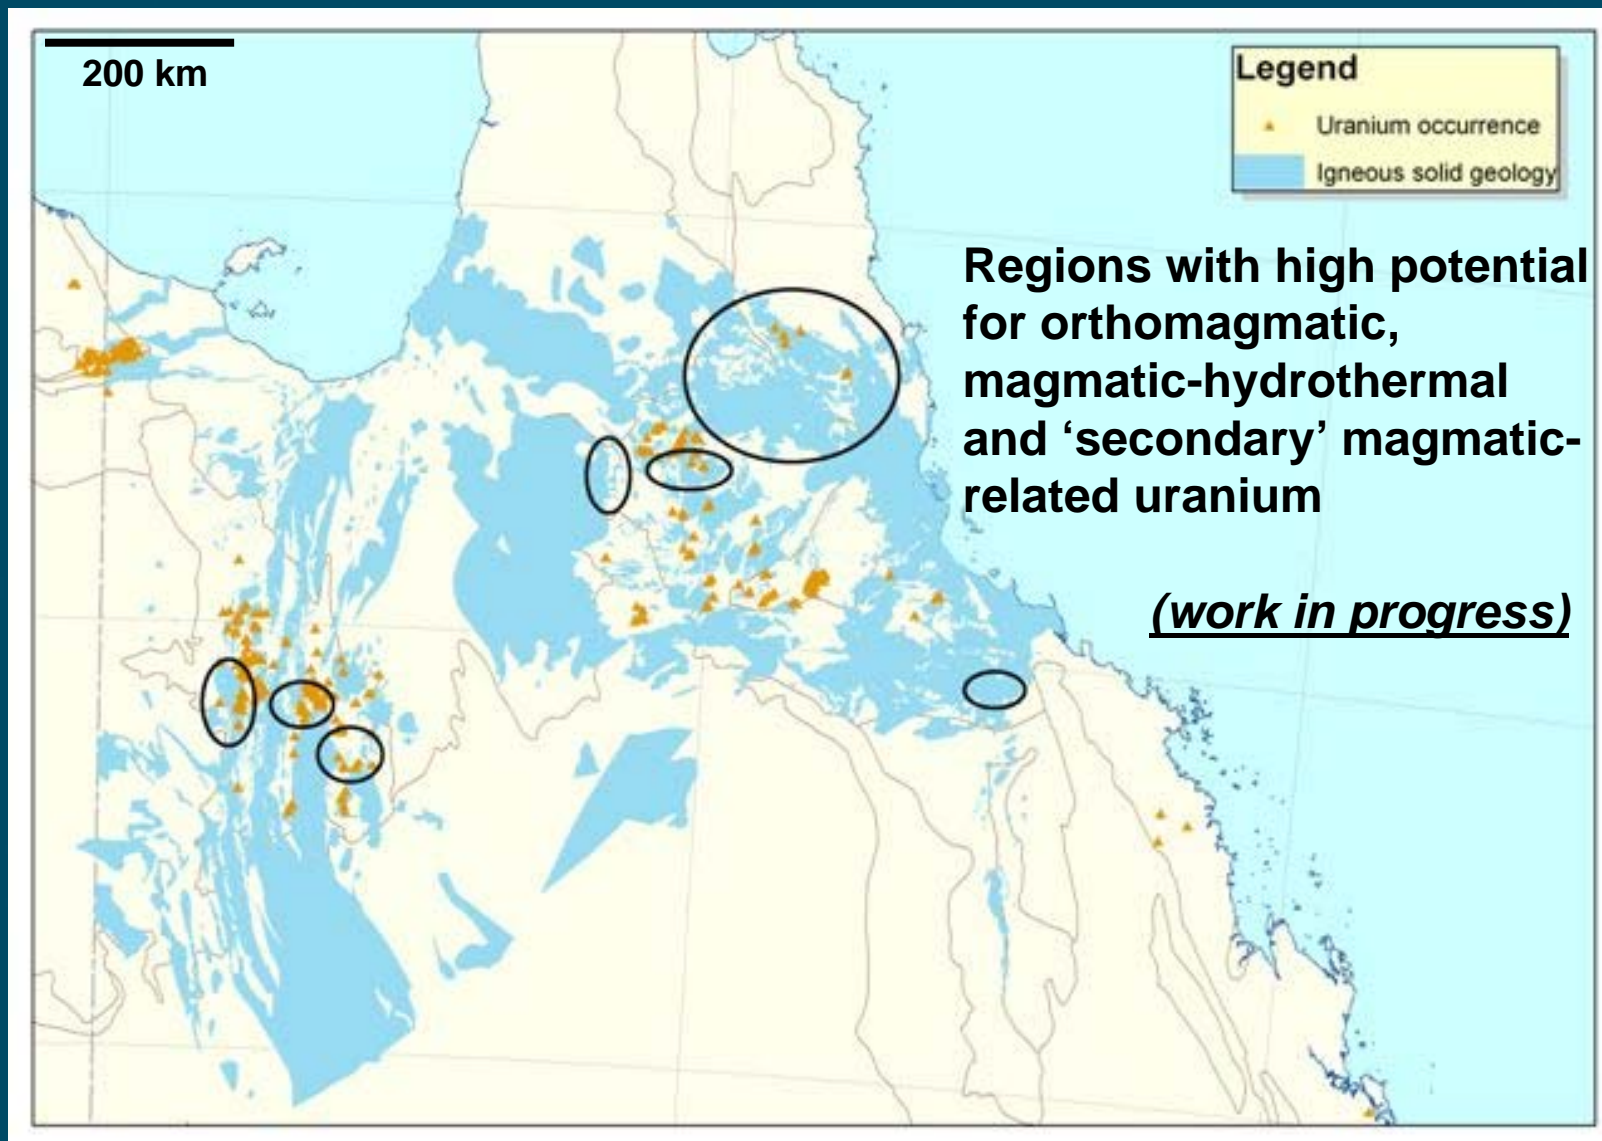 200 km
Legend
Uranium occurrence
Igneous solid geology
Regions with high potential
for orthomagmatic,
magmatic-hydrothermal
and ‘secondary’ magmatic-
related uranium
(work in progress)